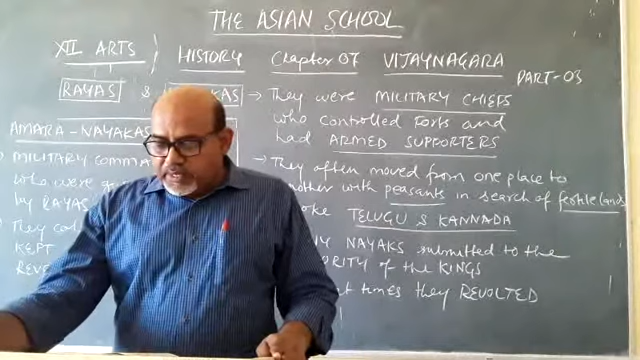 THE ASIAN SCHOOL
XII ARTS
HISTORY Chapter 07 VIJAYNAGARA
PART-03
RAYAS &
→ They were MILITARY CHIEFS
who controlled Forts and
had ARMED SUPPORTERS
→ They often moved from one place to
with peasants in search of fertile lands
TELUGU & KANNADA
NAYAKS submitted to the
of the KINGS
times they REVOLTED
AMARA-NAYAKAS
MILITARY
who were
by RAYAS
They
KEPT